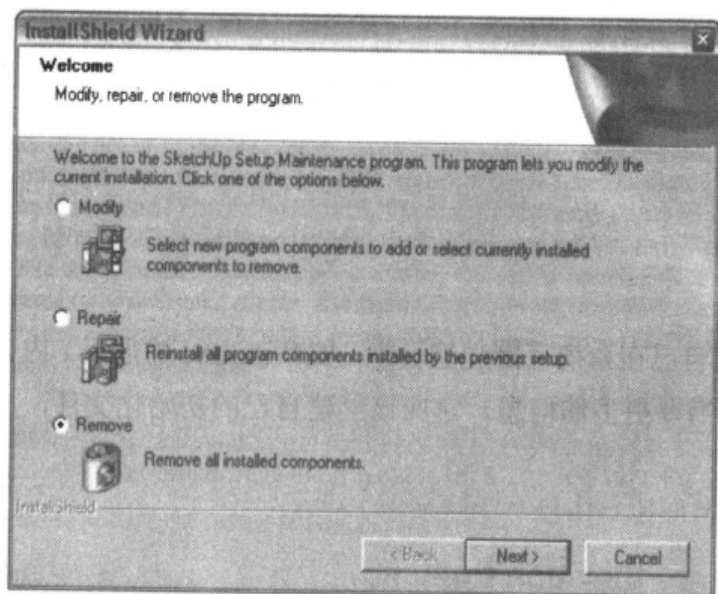 InstallShield Wizard
Welcome
Modify, repair, or remove the program.
Welcome to the SketchUp Setup Maintenance program. This program lets you modify the
current installation. Click one of the options below.
Modify
Select new program components to add or select currently installed
components to remove.
Repair
Reinstall all program components installed by the previous setup.
Remove
Remove all installed components.
InstallShield
< Back
Next >
Cancel